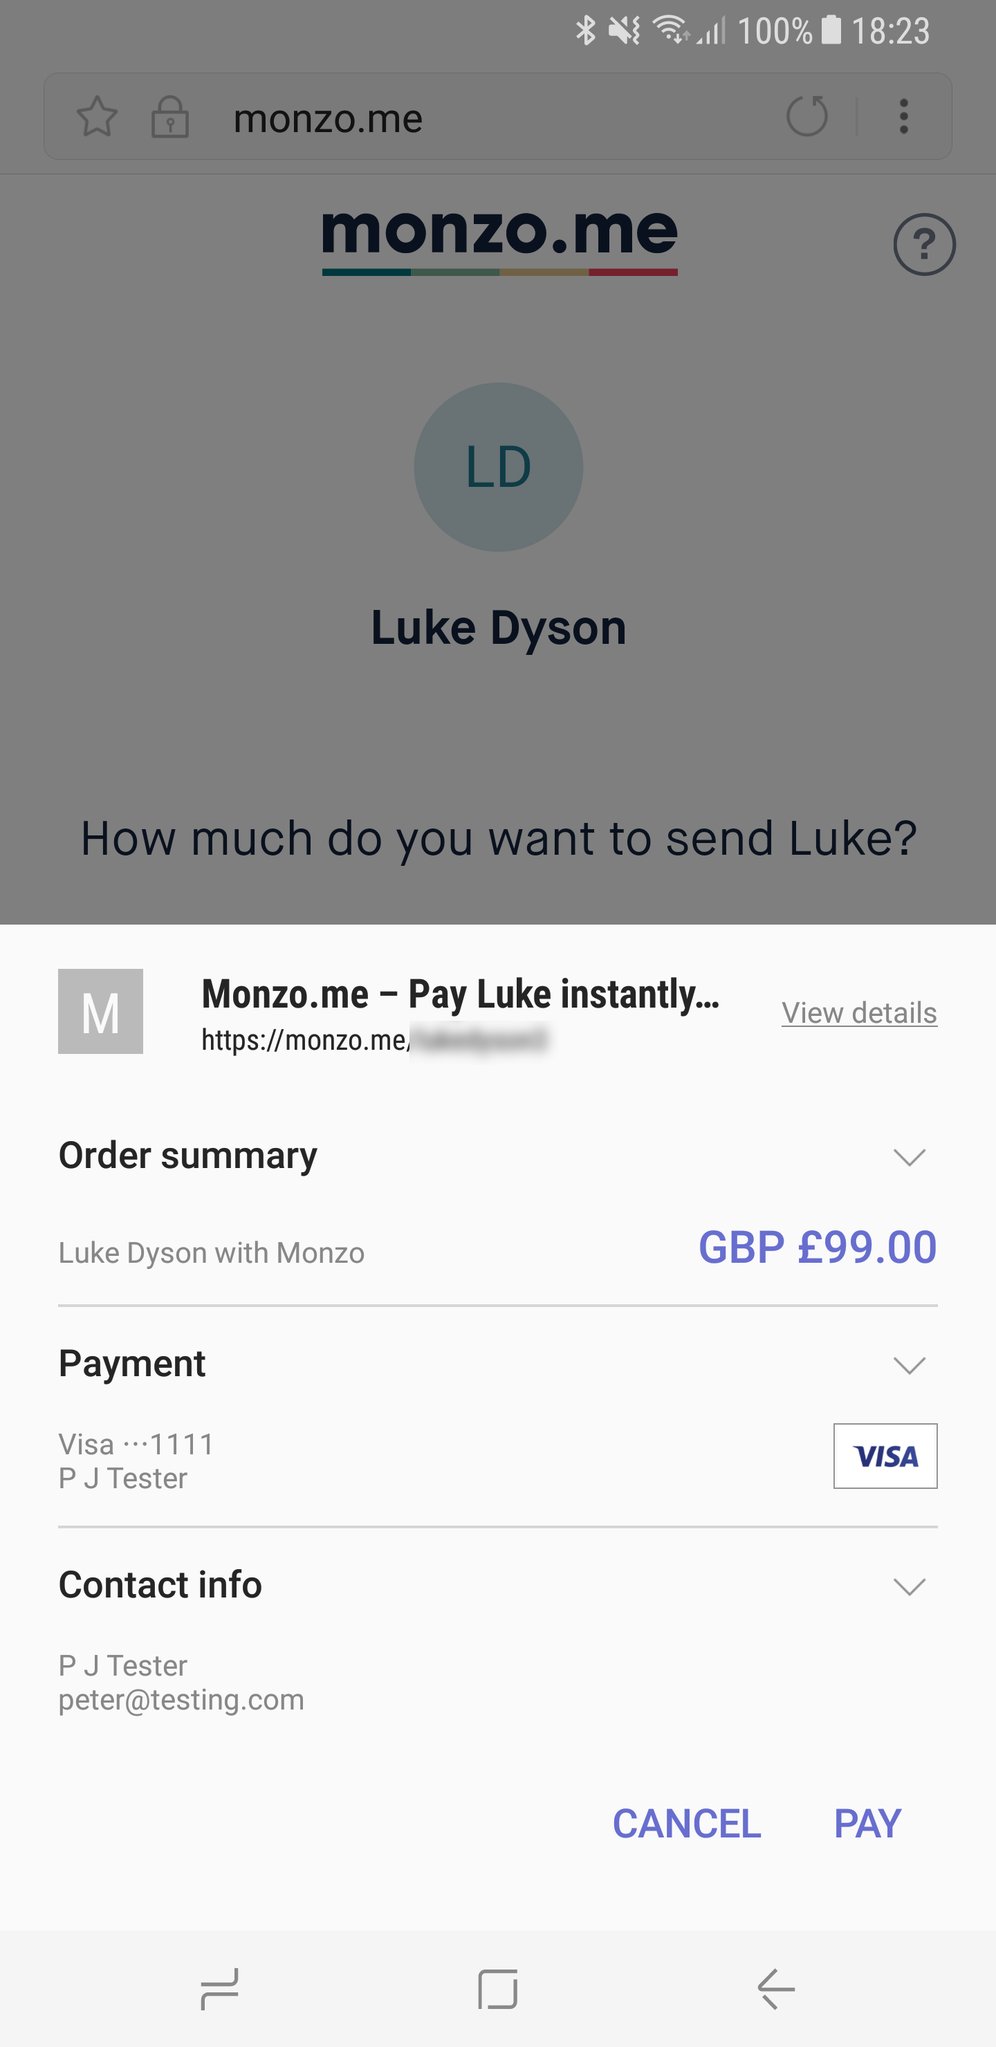 100% 18:23
monzo.me
monzo.me
?
LD
Luke Dyson
How much do you want to send Luke?
M
Monzo.me – Pay Luke instantly...
View details
https://monzo.me/
Order summary
Luke Dyson with Monzo GBP £99.00
Payment
Visa ···1111
P J Tester
VISA
Contact info
P J Tester
peter@testing.com
CANCEL PAY